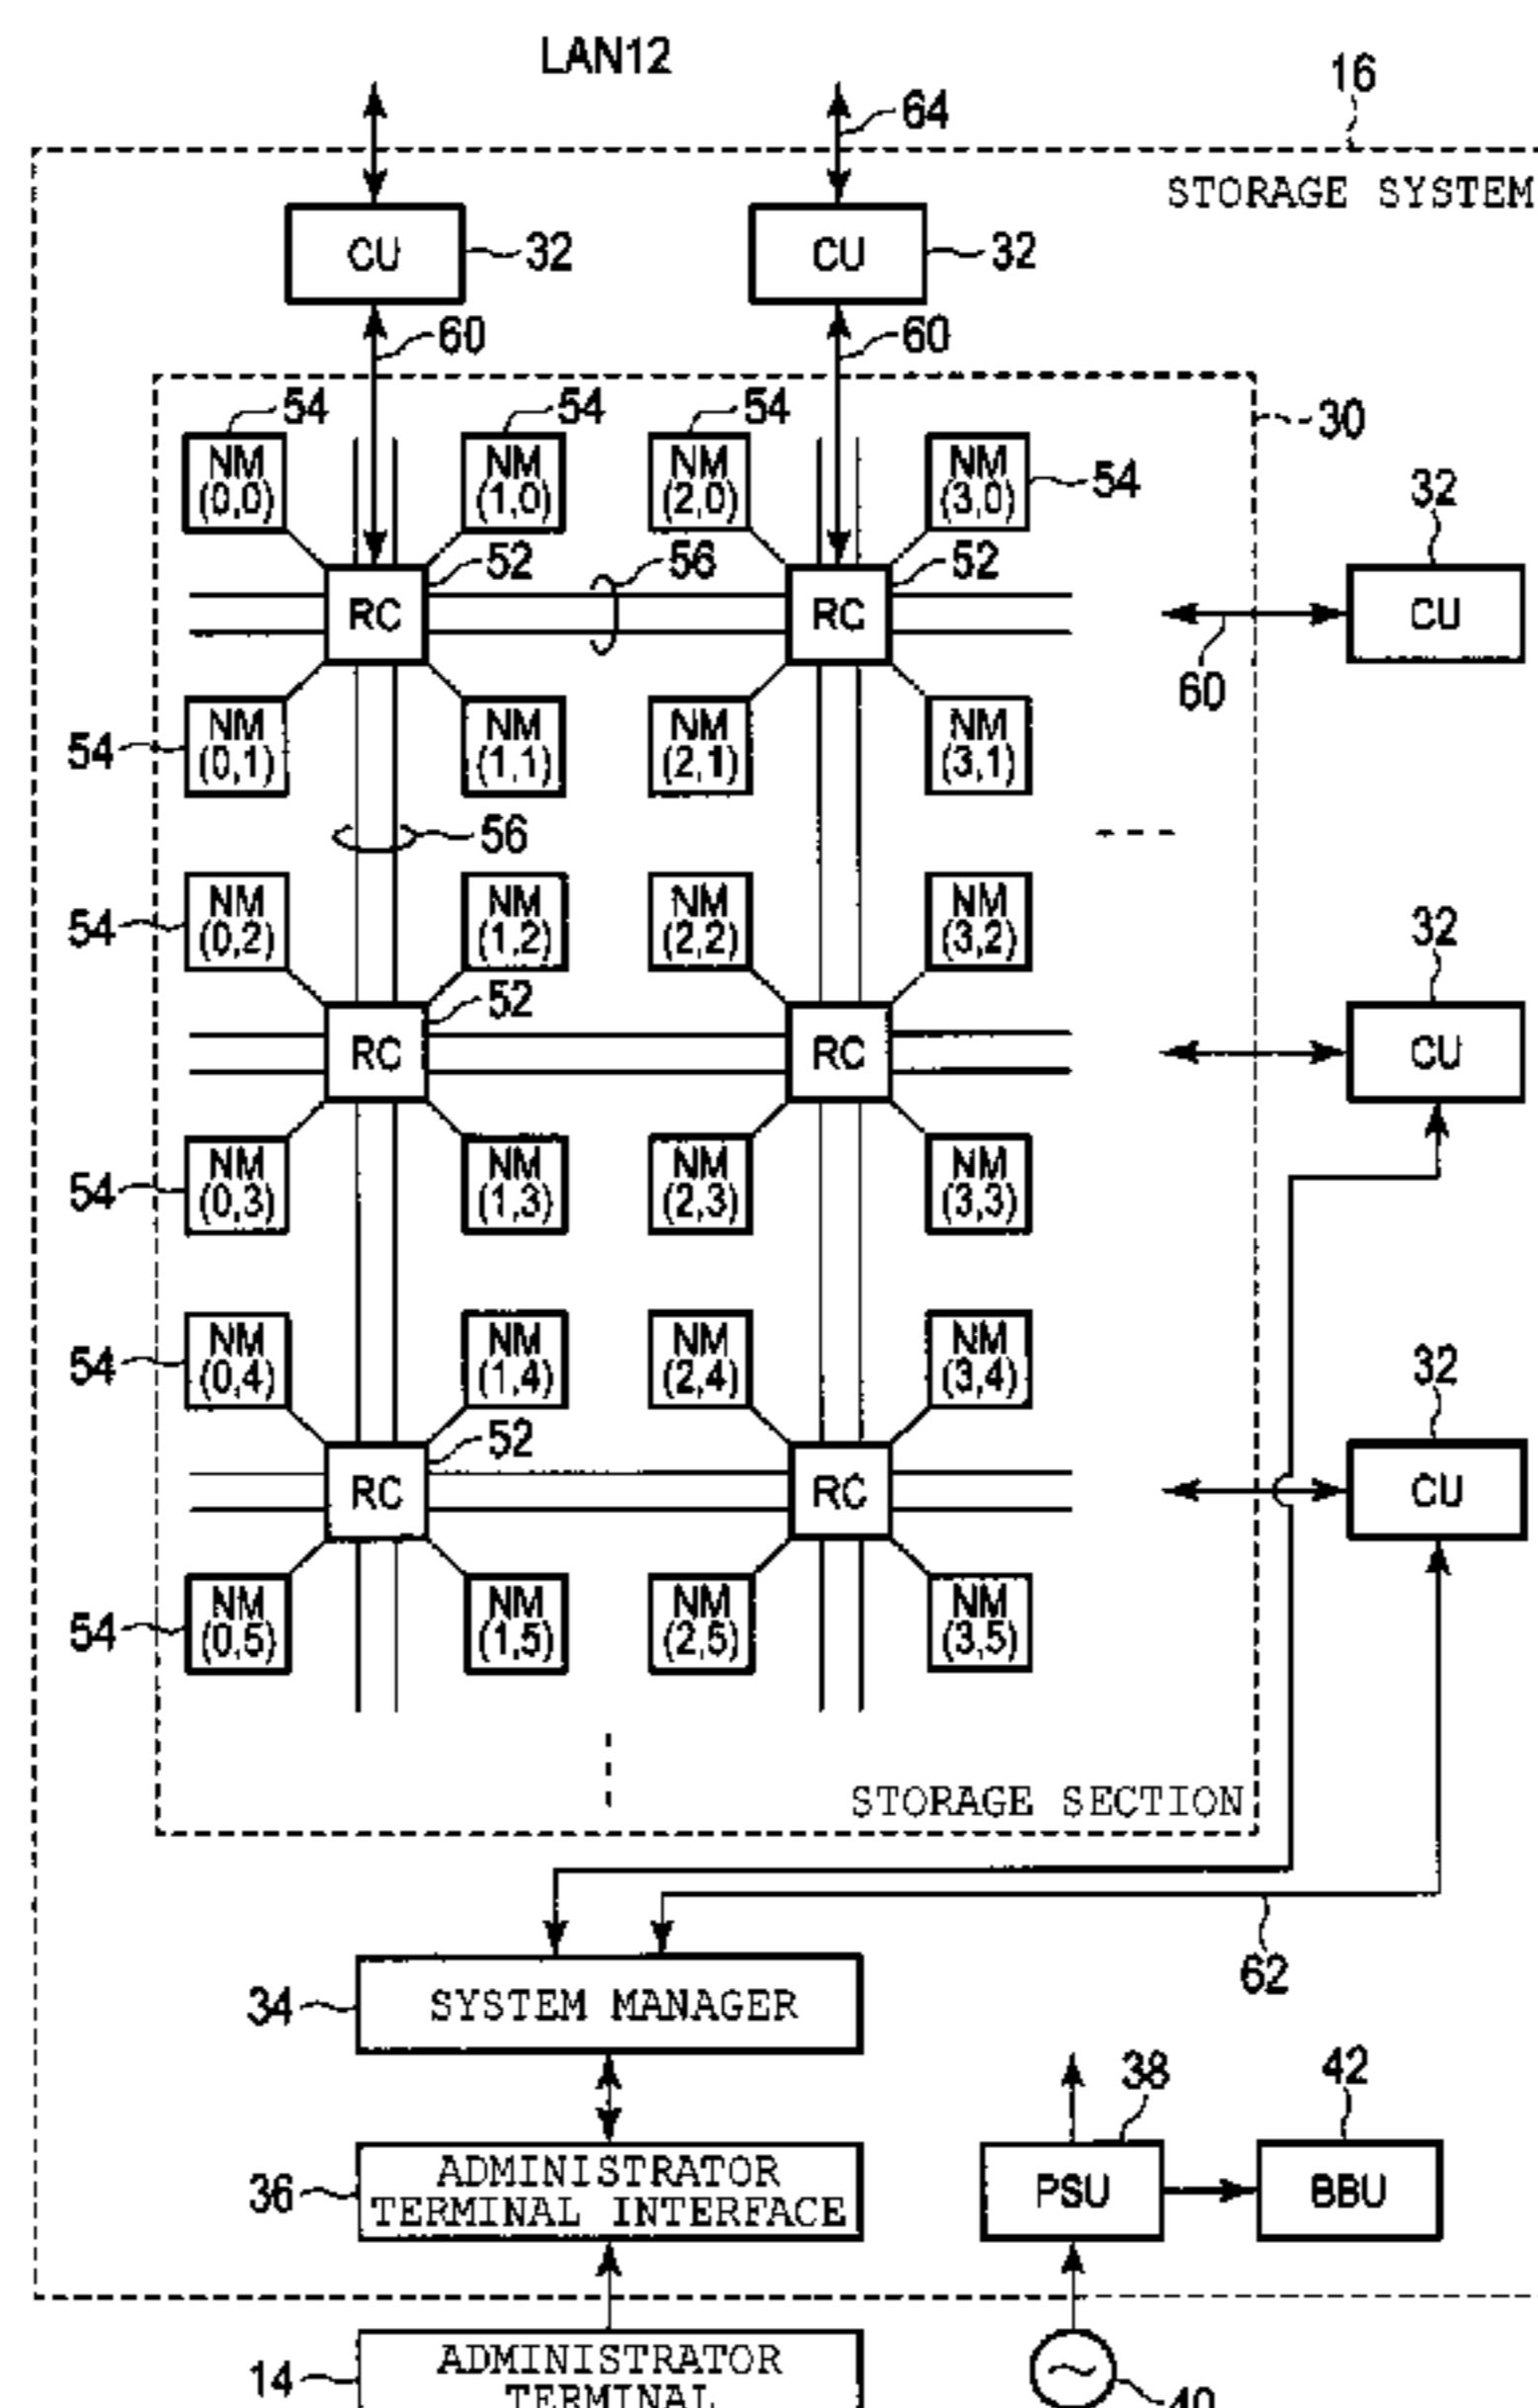 LAN12
64
16
STORAGE SYSTEM
CU
32
CU
32
60
60
54
54
54
30
NM
(0,0)
NM
(1,0)
NM
(2,0)
NM
(3,0)
54
32
52
56
52
RC
RC
CU
60
54
NM
(0,1)
NM
(1,1)
NM
(2,1)
NM
(3,1)
56
54
NM
(0,2)
NM
(1,2)
NM
(2,2)
NM
(3,2)
32
52
RC
RC
CU
54
NM
(0,3)
NM
(1,3)
NM
(2,3)
NM
(3,3)
54
NM
(0,4)
NM
(1,4)
NM
(2,4)
NM
(3,4)
32
52
RC
RC
CU
54
NM
(0,5)
NM
(1,5)
NM
(2,5)
NM
(3,5)
STORAGE SECTION
62
34
SYSTEM MANAGER
38
42
36
ADMINISTRATOR
TERMINAL INTERFACE
PSU
BBU
14
ADMINISTRATOR
TERMINAL
40